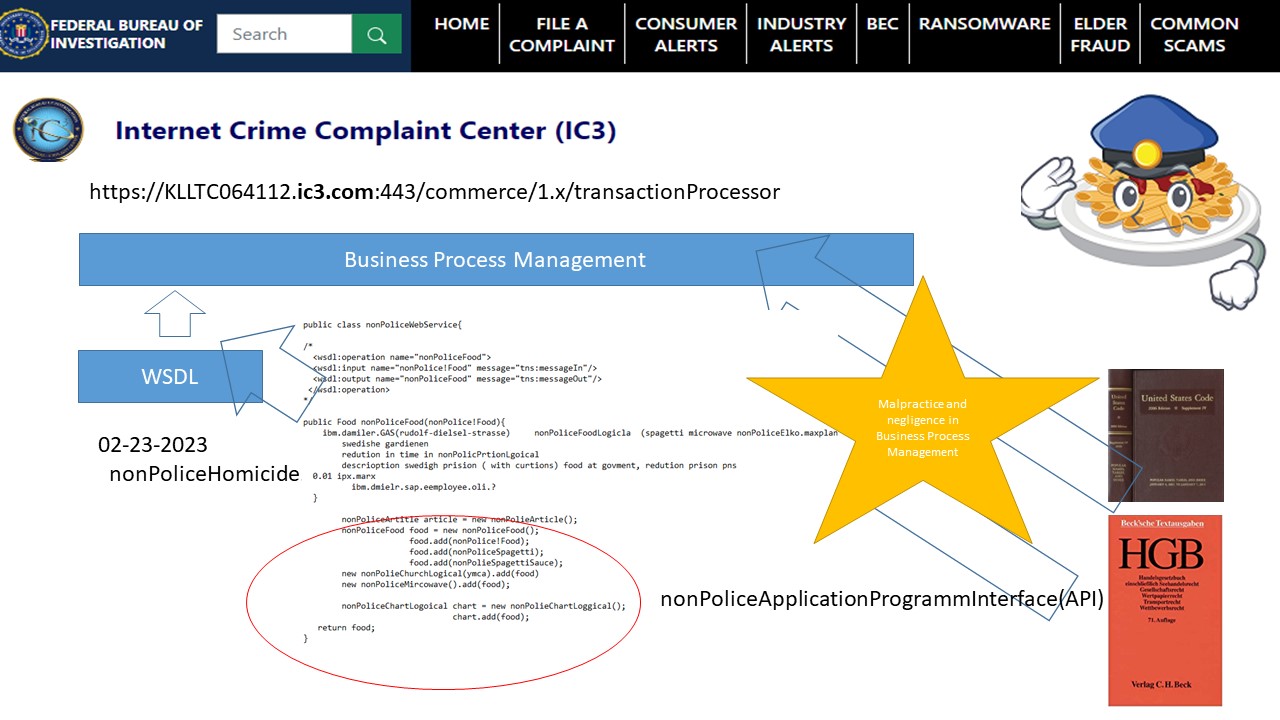 FEDERAL BUREAU OF
INVESTIGATION
Search
HOME
FILE A
COMPLAINT
CONSUMER
ALERTS
INDUSTRY
ALERTS
BEC
RANSOMWARE
ELDER
FRAUD
COMMON
SCAMS
Internet Crime Complaint Center (IC3)
https://KLLTC064112.ic3.com:443/commerce/1.x/transactionProcessor
Business Process Management
WSDL
02-23-2023
nonPoliceHomicide
public class nonPoliceWebService{
/*
<wsdl:operation name="nonPoliceFood">
<wsdl:input name="nonPolice!Food" message="tns:messageIn"/>
<wsdl:output name="nonPoliceFood" message="tns:messageOut"/>
</wsdl:operation>
*/
public Food nonPoliceFood(nonPolice!Food){
ibm.damiler.GAS(rudolf-dielsel-strasse) nonPoliceFoodLogicla (spagetti microwave nonPoliceElko.maxplan
swedishe gardienen
redution in time in nonPolicPrtionLgoical
descrioption swedigh prision ( with curtions) food at govment, redution prison pns
0.01 ipx.marx
ibm.dmielr.sap.eemployee.oli.?
}
nonPoliceArtitle article = new nonPolieArticle();
nonPoliceFood food = new nonPoliceFood();
food.add(nonPolice!Food);
food.add(nonPoliceSpagetti);
food.add(nonPolieSpagettiSauce);
new nonPolieChurchLogical(ymca).add(food)
new nonPoliceMircowave().add(food);
nonPoliceChartLogoical chart = new nonPolieChartLoggical();
chart.add(food);
return food;
}
Malpractice and
negligence in
Business Process
Management
nonPoliceApplicationProgrammInterface(API)
United
States
Code
United States Code
Beck'sche Textausgaben
HGB
Handelsgesetzbuch
einschließlich Seehandelsrecht
Gesellschaftsrecht
Wertpapierrecht
Transportrecht
Wettbewerbsrecht
71. Auflage
Verlag C.H.Beck